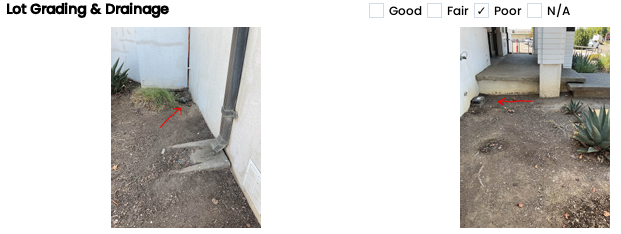 Lot Grading & Drainage
Good Fair ✓ Poor N/A